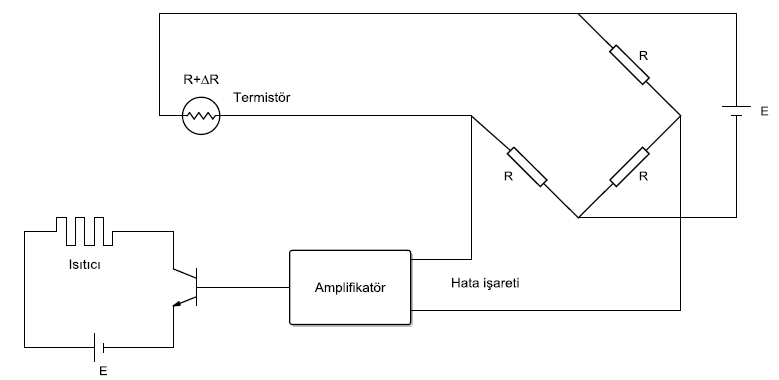 R
R+ΔR
Termistör
E
R
R
Isıtıcı
Amplifikatör
Hata işareti
E